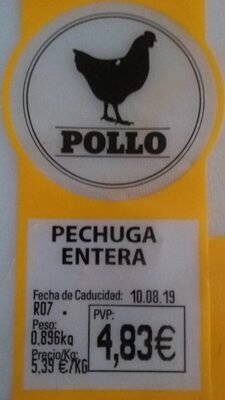 POLLO
PECHUGA
ENTERA
Fecha de Caducidad: 10.08.19
R07
Peso: PVP:
0,896kg 4,83€
Precio/Kg:
5,39 €/KG